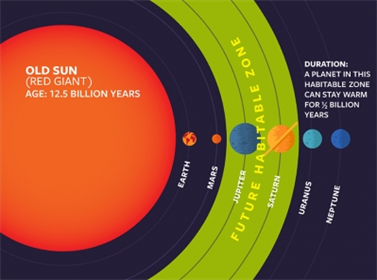 OLD SUN
(RED GIANT)
AGE: 12.5 BILLION YEARS
EARTH
MARS
JUPITER
FUTURE HABITABLE ZONE
SATURN
URANUS
NEPTUNE
DURATION:
A PLANET IN THIS
HABITABLE ZONE
CAN STAY WARM
FOR ½ BILLION
YEARS